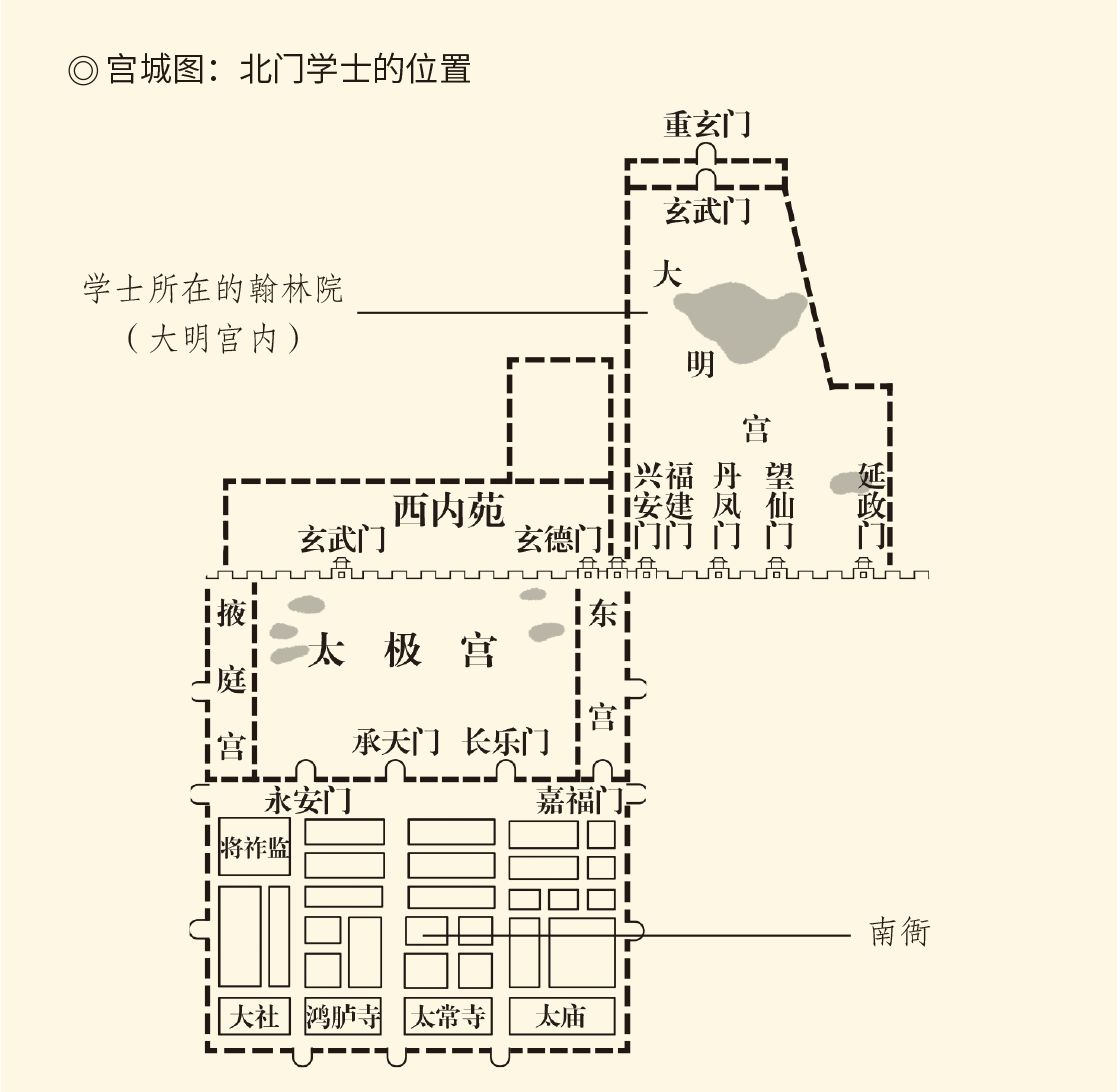 ◎宫城图：北门学士的位置
重玄门
玄武门
大
明
宫
学士所在的翰林院
（大明宫内）
兴安门
福建门
丹凤门
望仙门
延政门
西内苑
玄武门
玄德门
掖庭宫
太极宫
东宫
承天门
长乐门
永安门
嘉福门
将祚监
南衙
大社
鸿胪寺
太常寺
太庙